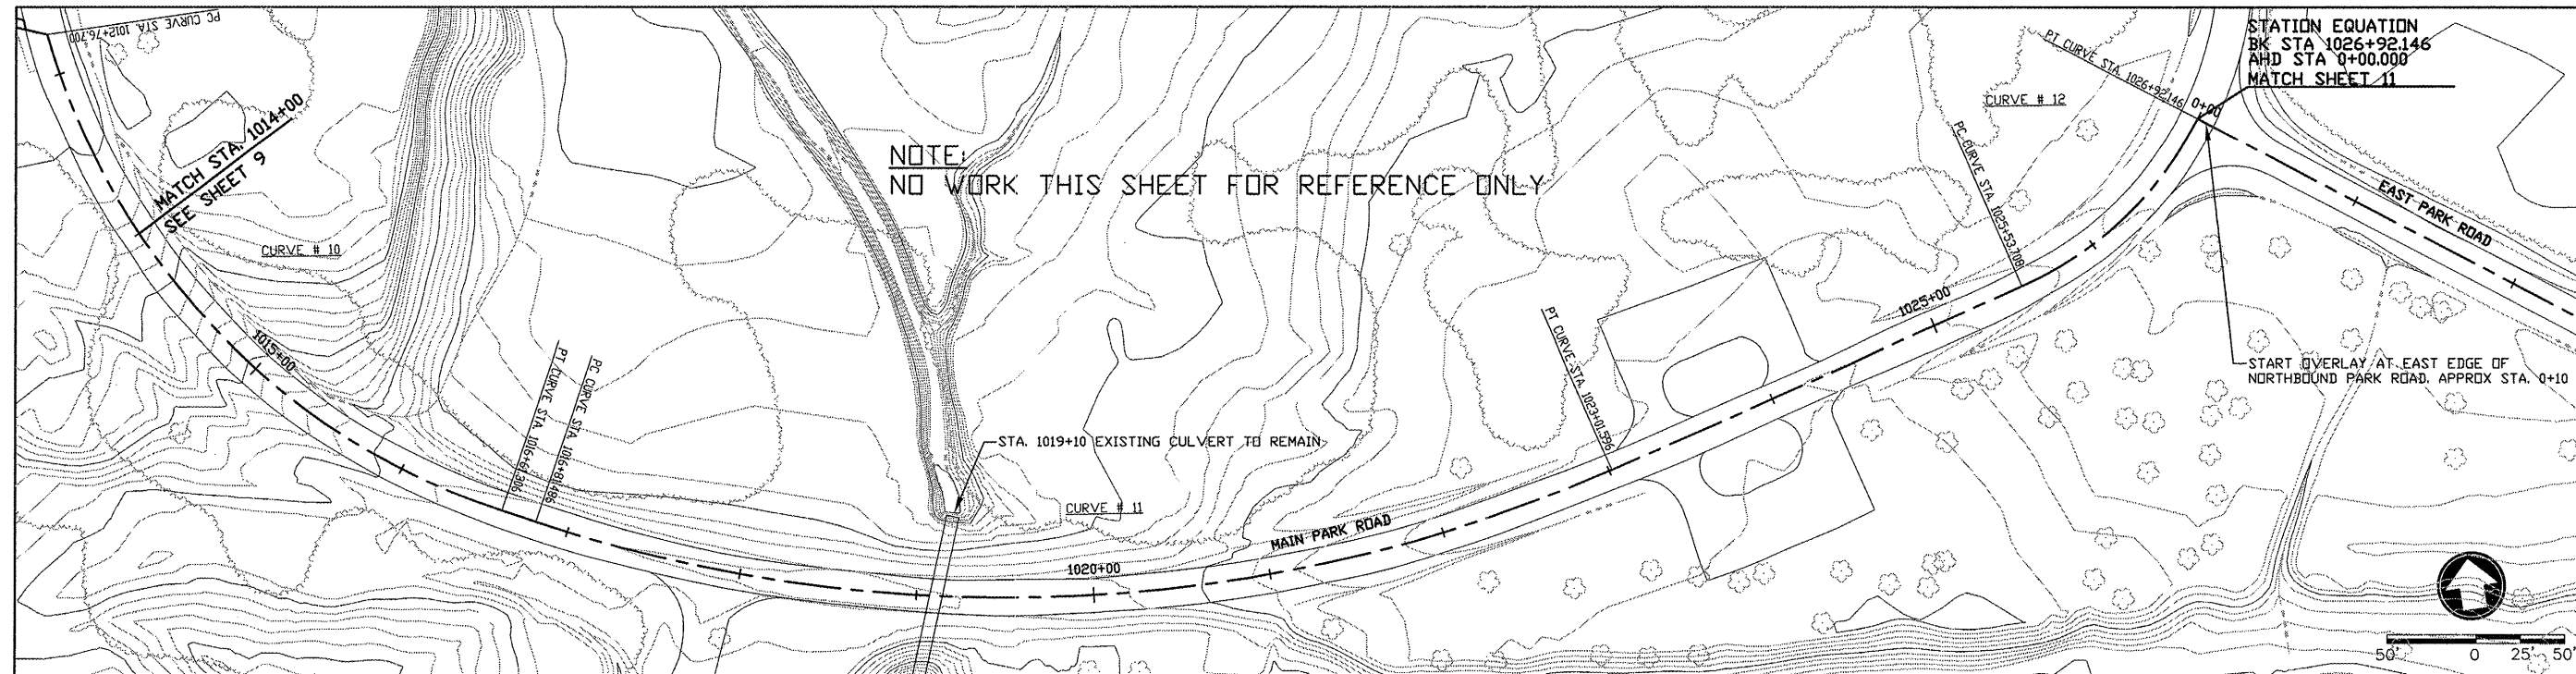 PC CURVE STA. 1012+76.700
MATCH STA. 1014+00
SEE SHEET 9
CURVE # 10
1015+00
PT CURVE STA. 1016+61.306
PC CURVE STA. 1016+81.486
NOTE:
NO WORK THIS SHEET FOR REFERENCE ONLY
STA. 1019+10 EXISTING CULVERT TO REMAIN
CURVE # 11
1020+00
MAIN PARK ROAD
PT CURVE STA. 1023+01.596
1025+00
PC CURVE STA. 1025+53.708
CURVE # 12
PT CURVE STA. 1026+92.146
0+00
STATION EQUATION
BK STA 1026+92.146
AHD STA 0+00.000
MATCH SHEET 11
EAST PARK ROAD
START OVERLAY AT EAST EDGE OF
NORTHBOUND PARK ROAD. APPROX STA. 0+10
50' 0 25' 50'